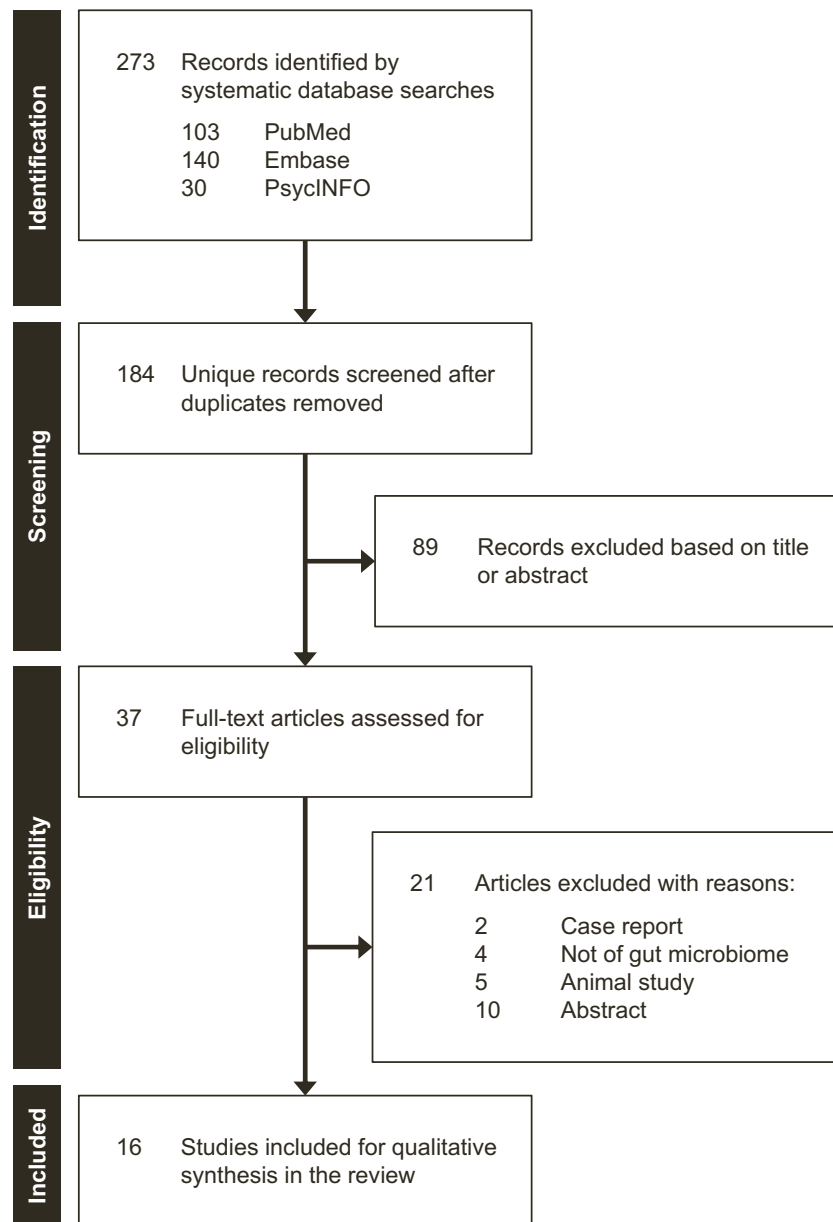 Identification
273 Records identified by
systematic database searches
103 PubMed
140 Embase
30 PsycINFO
Screening
184 Unique records screened after
duplicates removed
89 Records excluded based on title
or abstract
Eligibility
37 Full-text articles assessed for
eligibility
21 Articles excluded with reasons:
2 Case report
4 Not of gut microbiome
5 Animal study
10 Abstract
Included
16 Studies included for qualitative
synthesis in the review